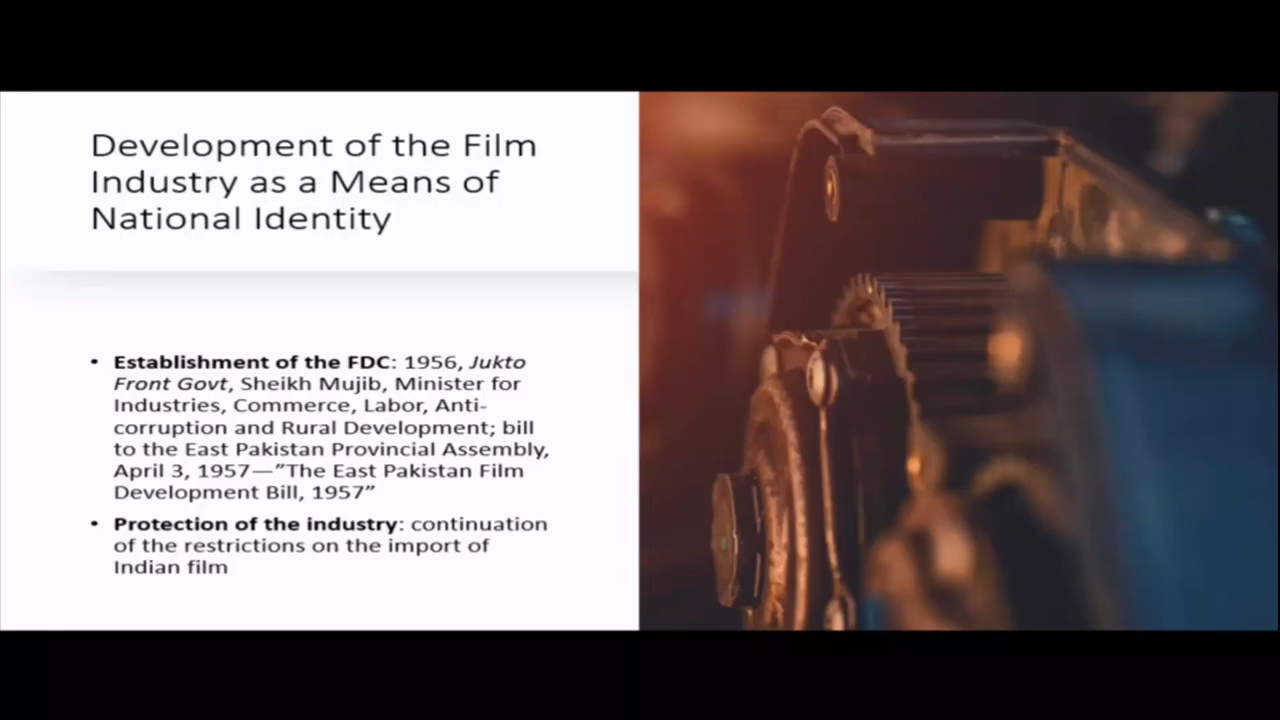 Development of the Film
Industry as a Means of
National Identity
• Establishment of the FDC: 1956, Jukto
Front Govt, Sheikh Mujib, Minister for
Industries, Commerce, Labor, Anti-
corruption and Rural Development; bill
to the East Pakistan Provincial Assembly,
April 3, 1957—”The East Pakistan Film
Development Bill, 1957”
• Protection of the industry: continuation
of the restrictions on the import of
Indian film